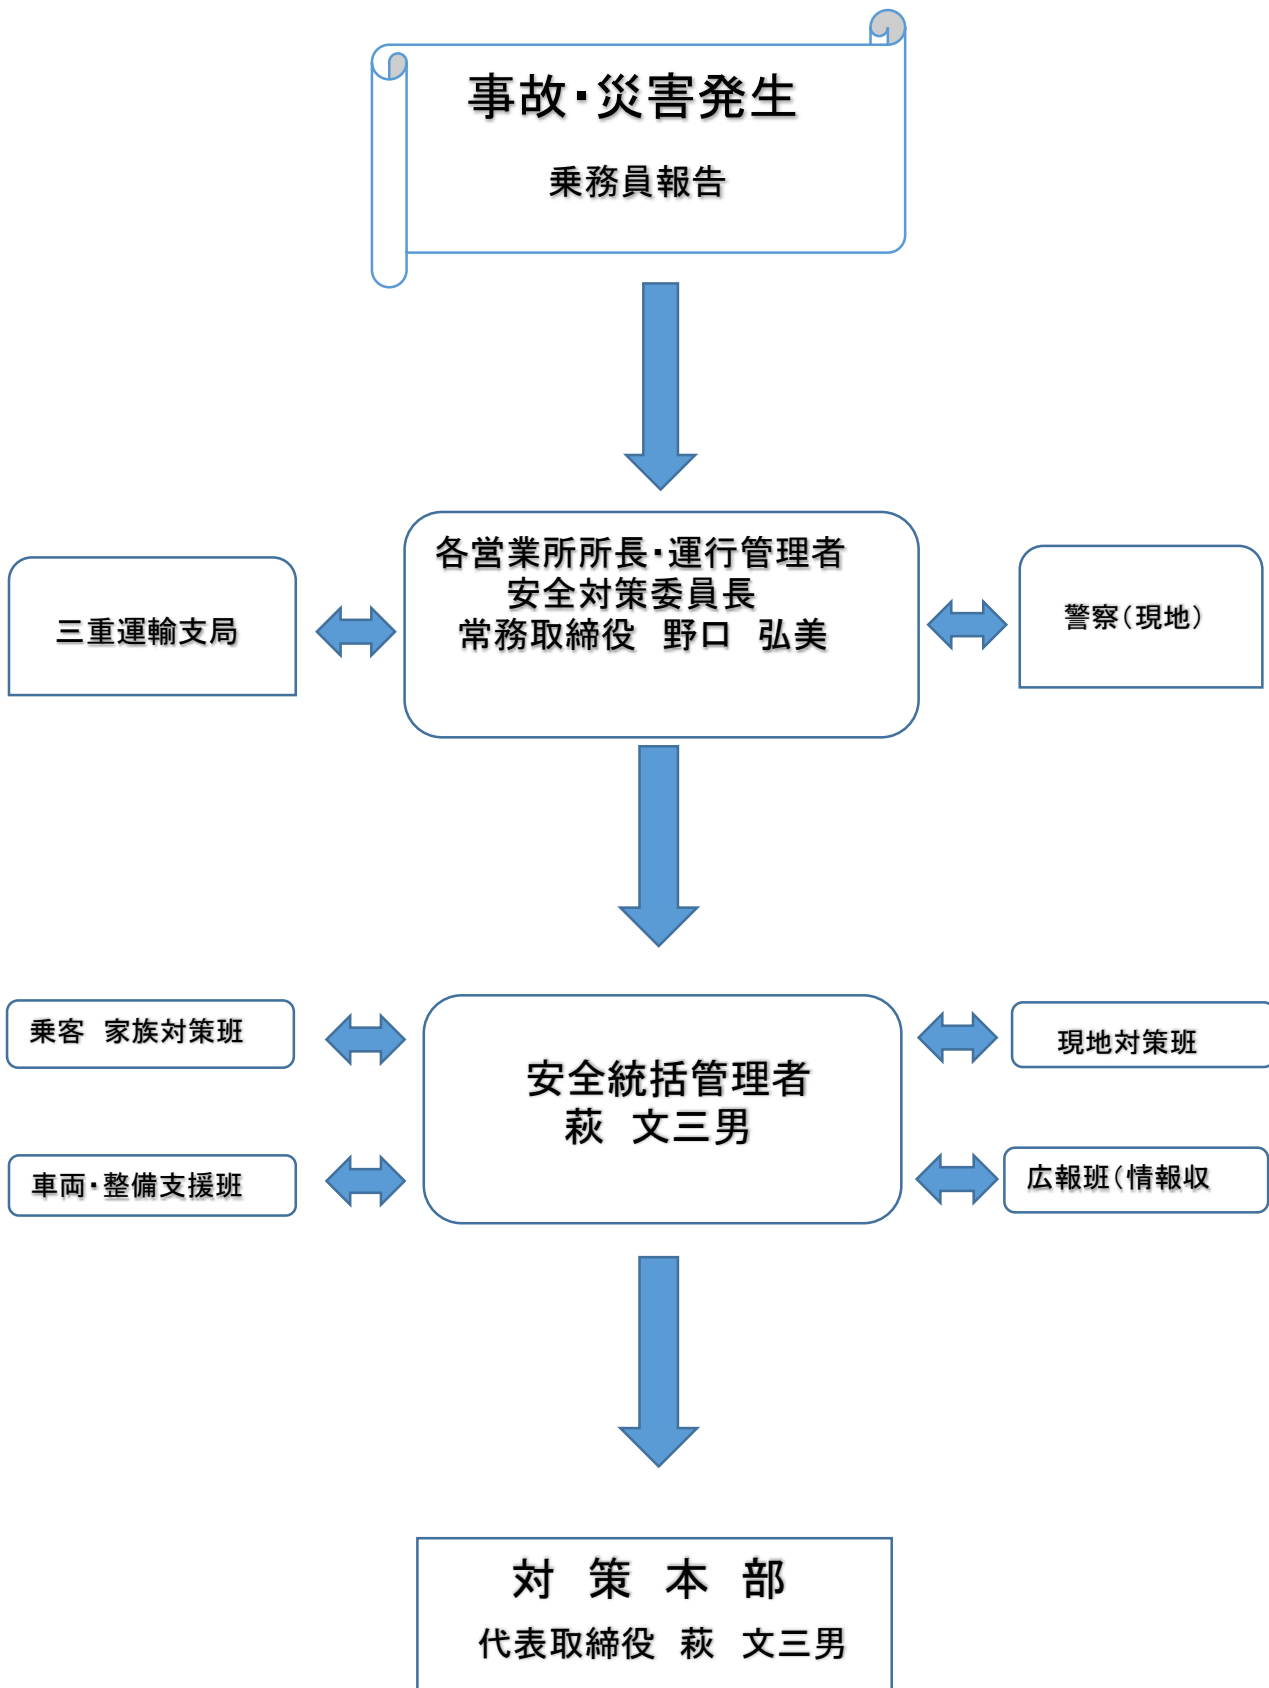 事故・災害発生
乗務員報告
各営業所所長・運行管理者
安全対策委員長
常務取締役　野口　弘美
三重運輸支局
警察（現地）
乗客　家族対策班
現地対策班
安全統括管理者
萩　文三男
車両・整備支援班
広報班（情報収
対　策　本　部
代表取締役　萩　文三男